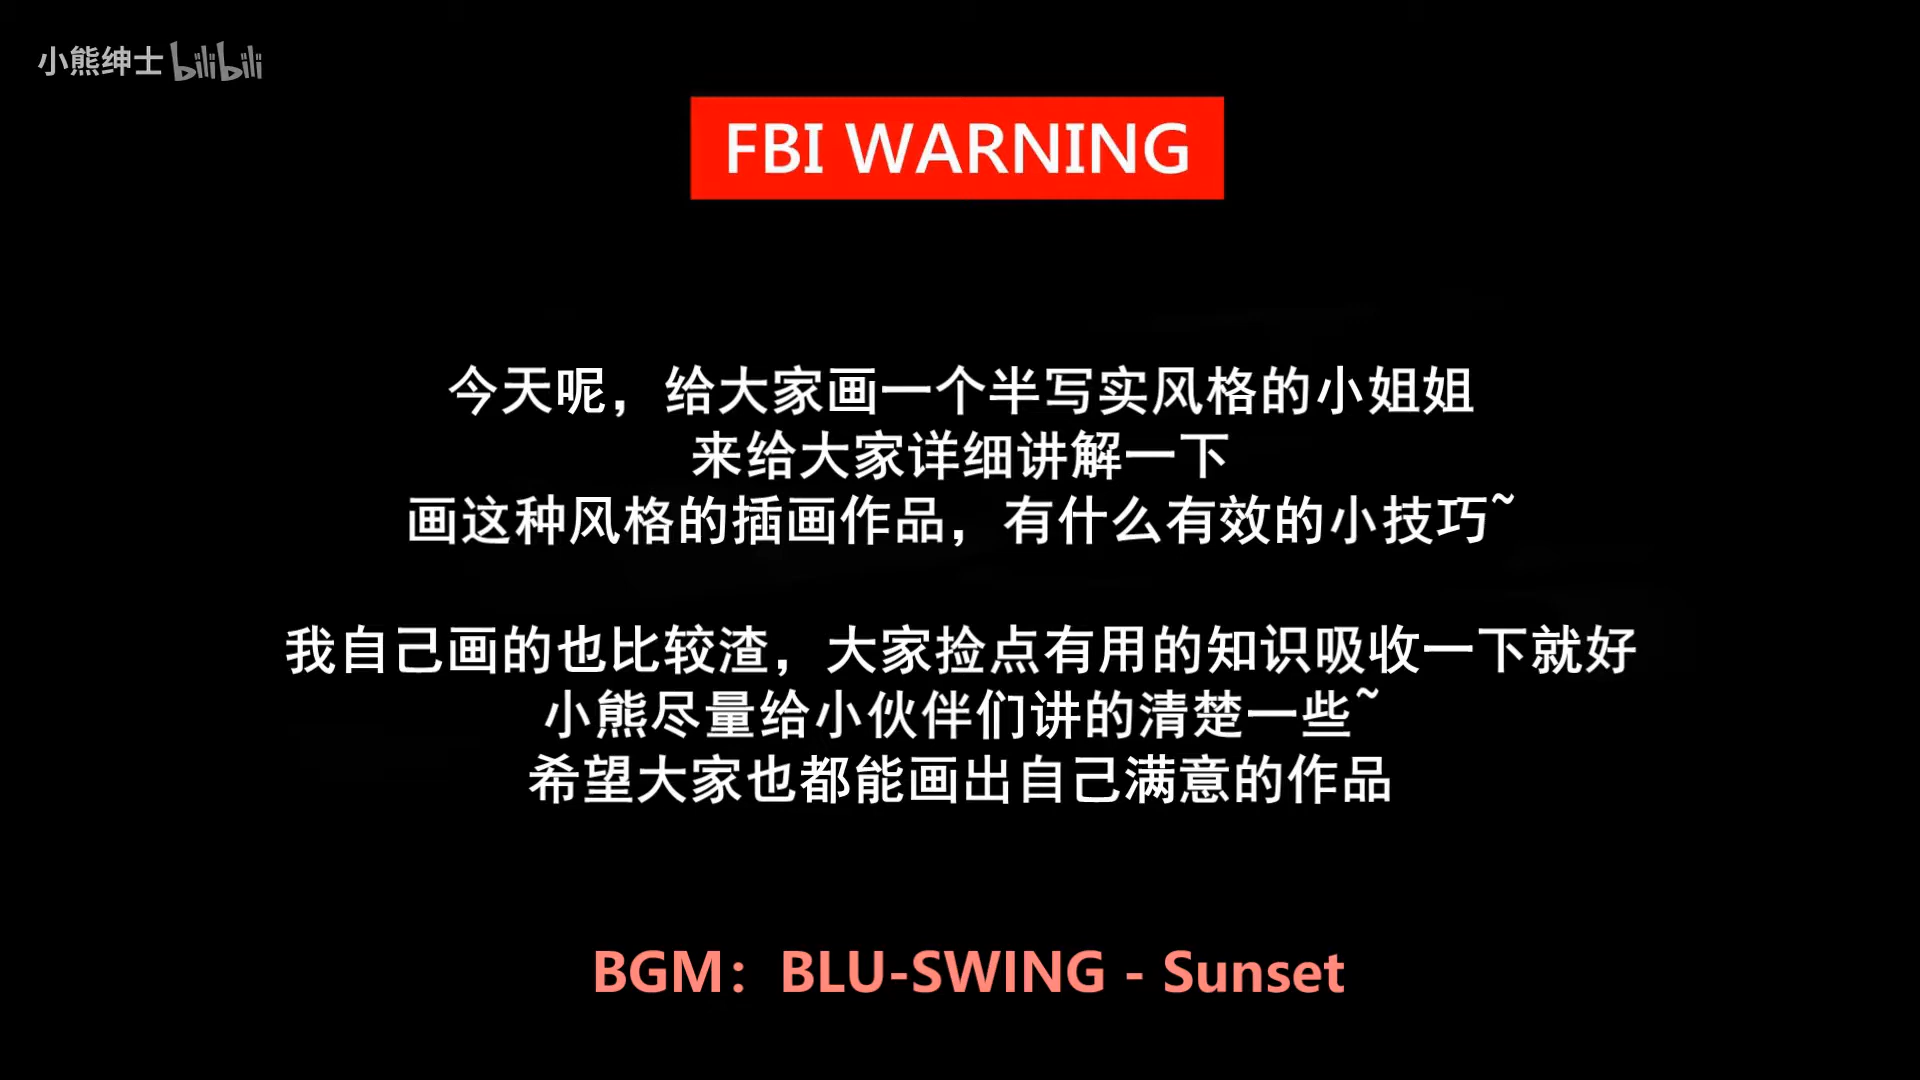 小熊绅士 bilibili
FBI WARNING
今天呢，给大家画一个半写实风格的小姐姐
来给大家详细讲解一下
画这种风格的插画作品，有什么有效的小技巧~
我自己画的也比较渣，大家捡点有用的知识吸收一下就好
小熊尽量给小伙伴们讲的清楚一些~
希望大家也都能画出自己满意的作品
BGM：BLU-SWING - Sunset